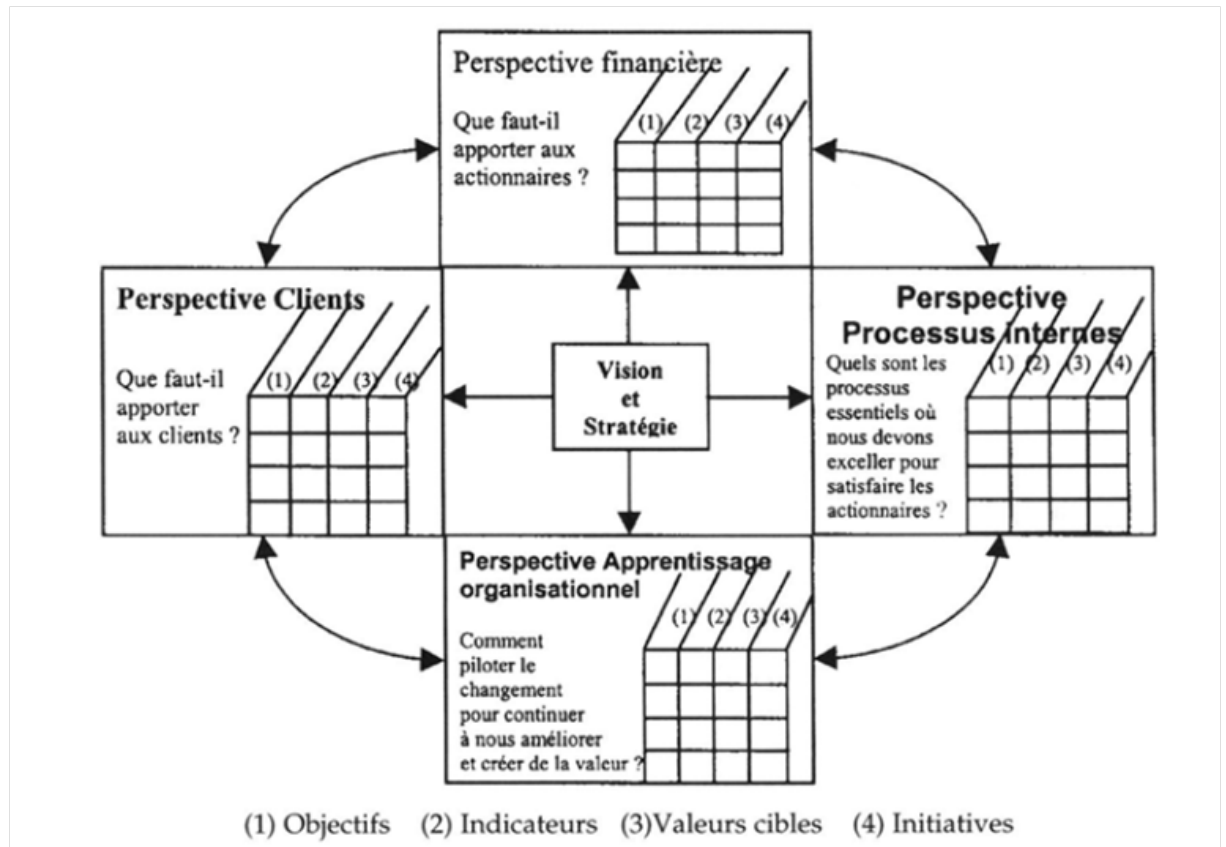 Perspective financière
Que faut-il
apporter aux
actionnaires ?
(1) (2) (3) (4)
Perspective Clients
Que faut-il
apporter
aux clients ?
(1) (2) (3) (4)
Vision
et
Stratégie
Perspective
Processus internes
Quels sont les
processus
essentiels où
nous devons
exceller pour
satisfaire les
actionnaires ?
(1) (2) (3) (4)
Perspective Apprentissage
organisationnel
Comment
piloter le
changement
pour continuer
à nous améliorer
et créer de la valeur ?
(1) (2) (3) (4)
(1) Objectifs (2) Indicateurs (3)Valeurs cibles (4) Initiatives